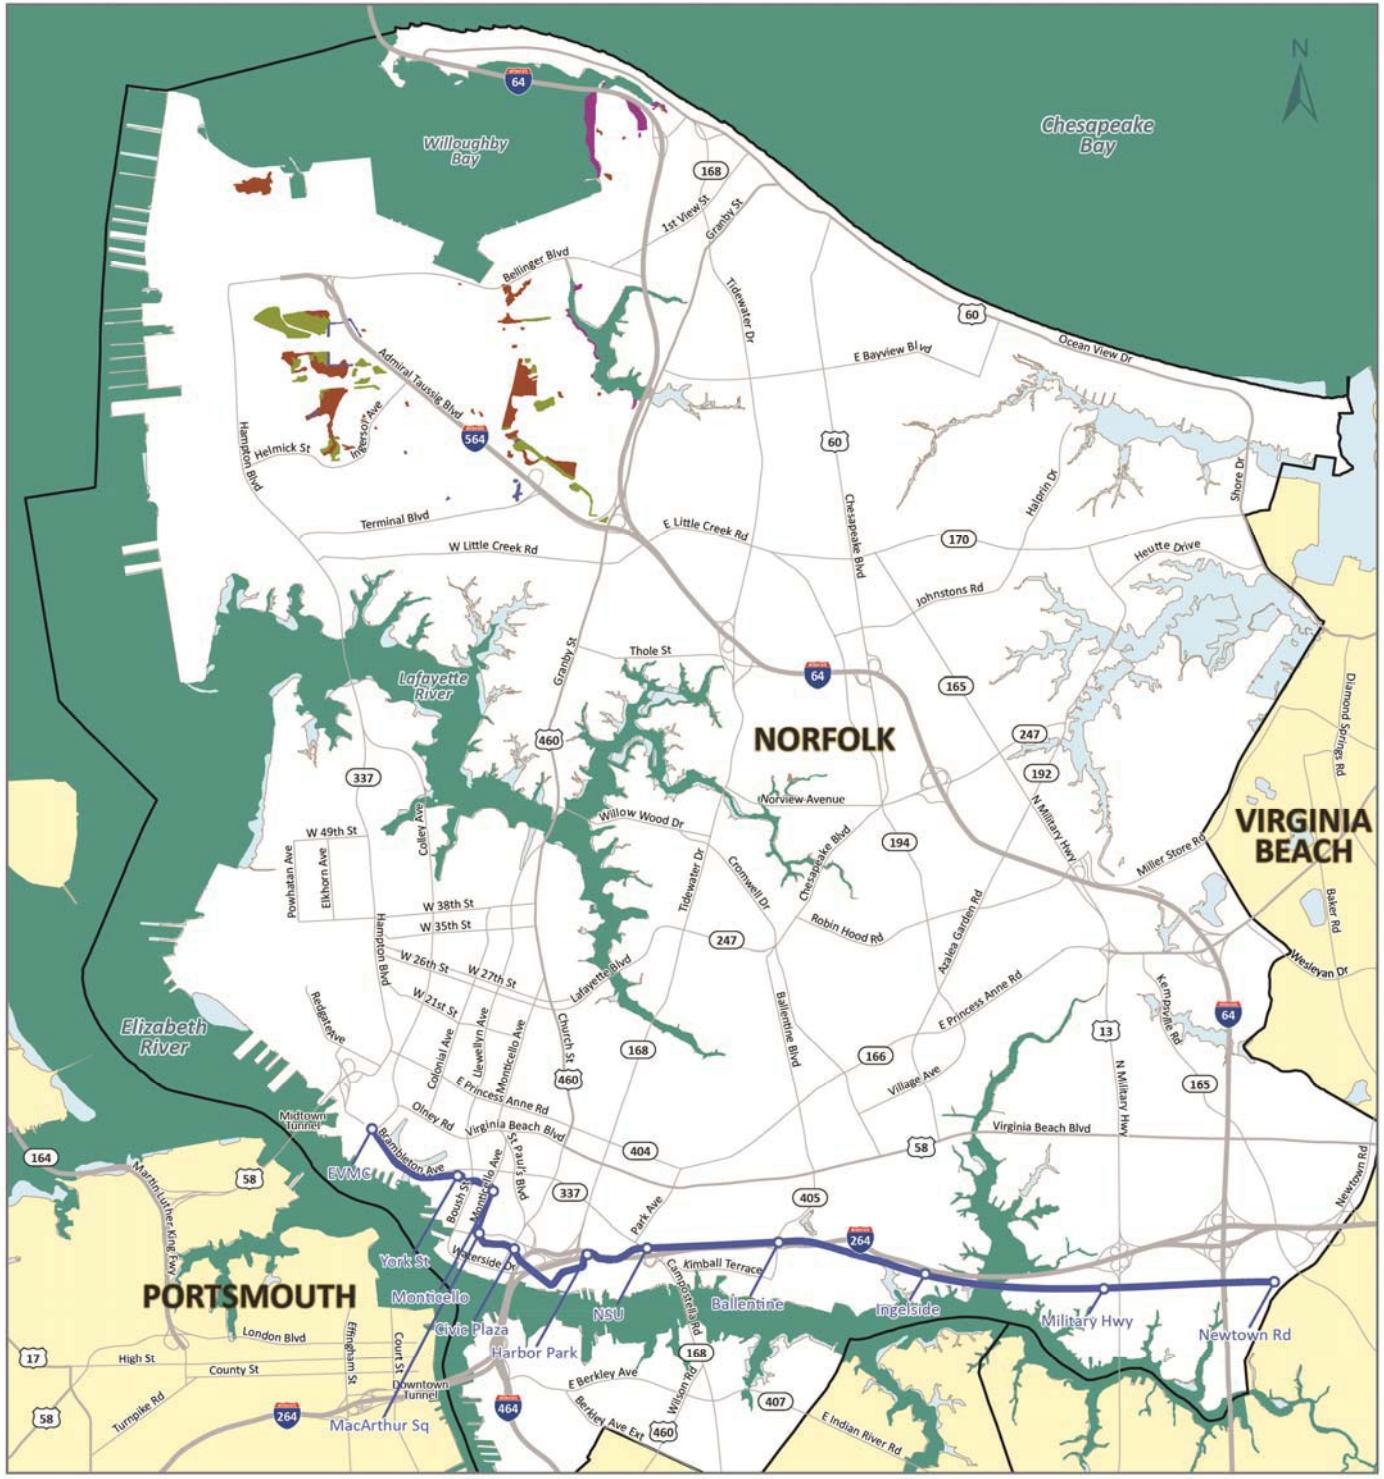 N
64
Willoughby
Bay
Chesapeake
Bay
168
1st View St
Granby St
Bellinger Blvd
Tidewater Dr
60
Ocean View Dr
E Bayview Blvd
Admiral Taussig Blvd
Ingersol Ave
Helmick St
Hampton Blvd
564
60
Shore Dr
Halprin Dr
Terminal Blvd
E Little Creek Rd
Chesapeake Blvd
170
W Little Creek Rd
Heutte Drive
Johnstons Rd
Granby St
Thole St
Lafayette
River
64
165
Diamond Springs Rd
460
NORFOLK
247
337
192
Norview Avenue
Willow Wood Dr
N Military Hwy
Colley Ave
W 49th St
Chesapeake Blvd
194
VIRGINIA
BEACH
Miller Store Rd
Powhatan Ave
Elkhorn Ave
Tidewater Dr
Cromwell Dr
W 38th St
W 35th St
Baker Rd
Hampton Blvd
Robin Hood Rd
247
Azalea Garden Rd
W 26th St
W 27th St
Lafayette Blvd
Wesleyan Dr
W 21st St
E Princess Anne Rd
Kempsville Rd
Redgate Ave
Elizabeth
River
Llewellyn Ave
Monticello Ave
Colonial Ave
Church St
Ballentine Blvd
64
13
168
166
460
165
Village Ave
N Military Hwy
E Princess Anne Rd
Midtown
Tunnel
Olney Rd
Virginia Beach Blvd
Virginia Beach Blvd
404
58
164
Brambleton Ave
EVMC
St Paul's Blvd
Martin Luther King Fwy
58
Boush St
Monticello Ave
337
405
Park Ave
Newtown Rd
264
York St
Waterside Dr
Kimball Terrace
PORTSMOUTH
Monticello
Campostella Rd
NSU
Ballentine
Ingelside
Military Hwy
Civic Plaza
Newtown Rd
London Blvd
Effingham St
Court St
Harbor Park
168
17
High St
County St
E Berkley Ave
Wilson Rd
Downtown
Tunnel
Turnpike Rd
58
264
MacArthur Sq
464
Berkley Ave Ext
460
407
E Indian River Rd